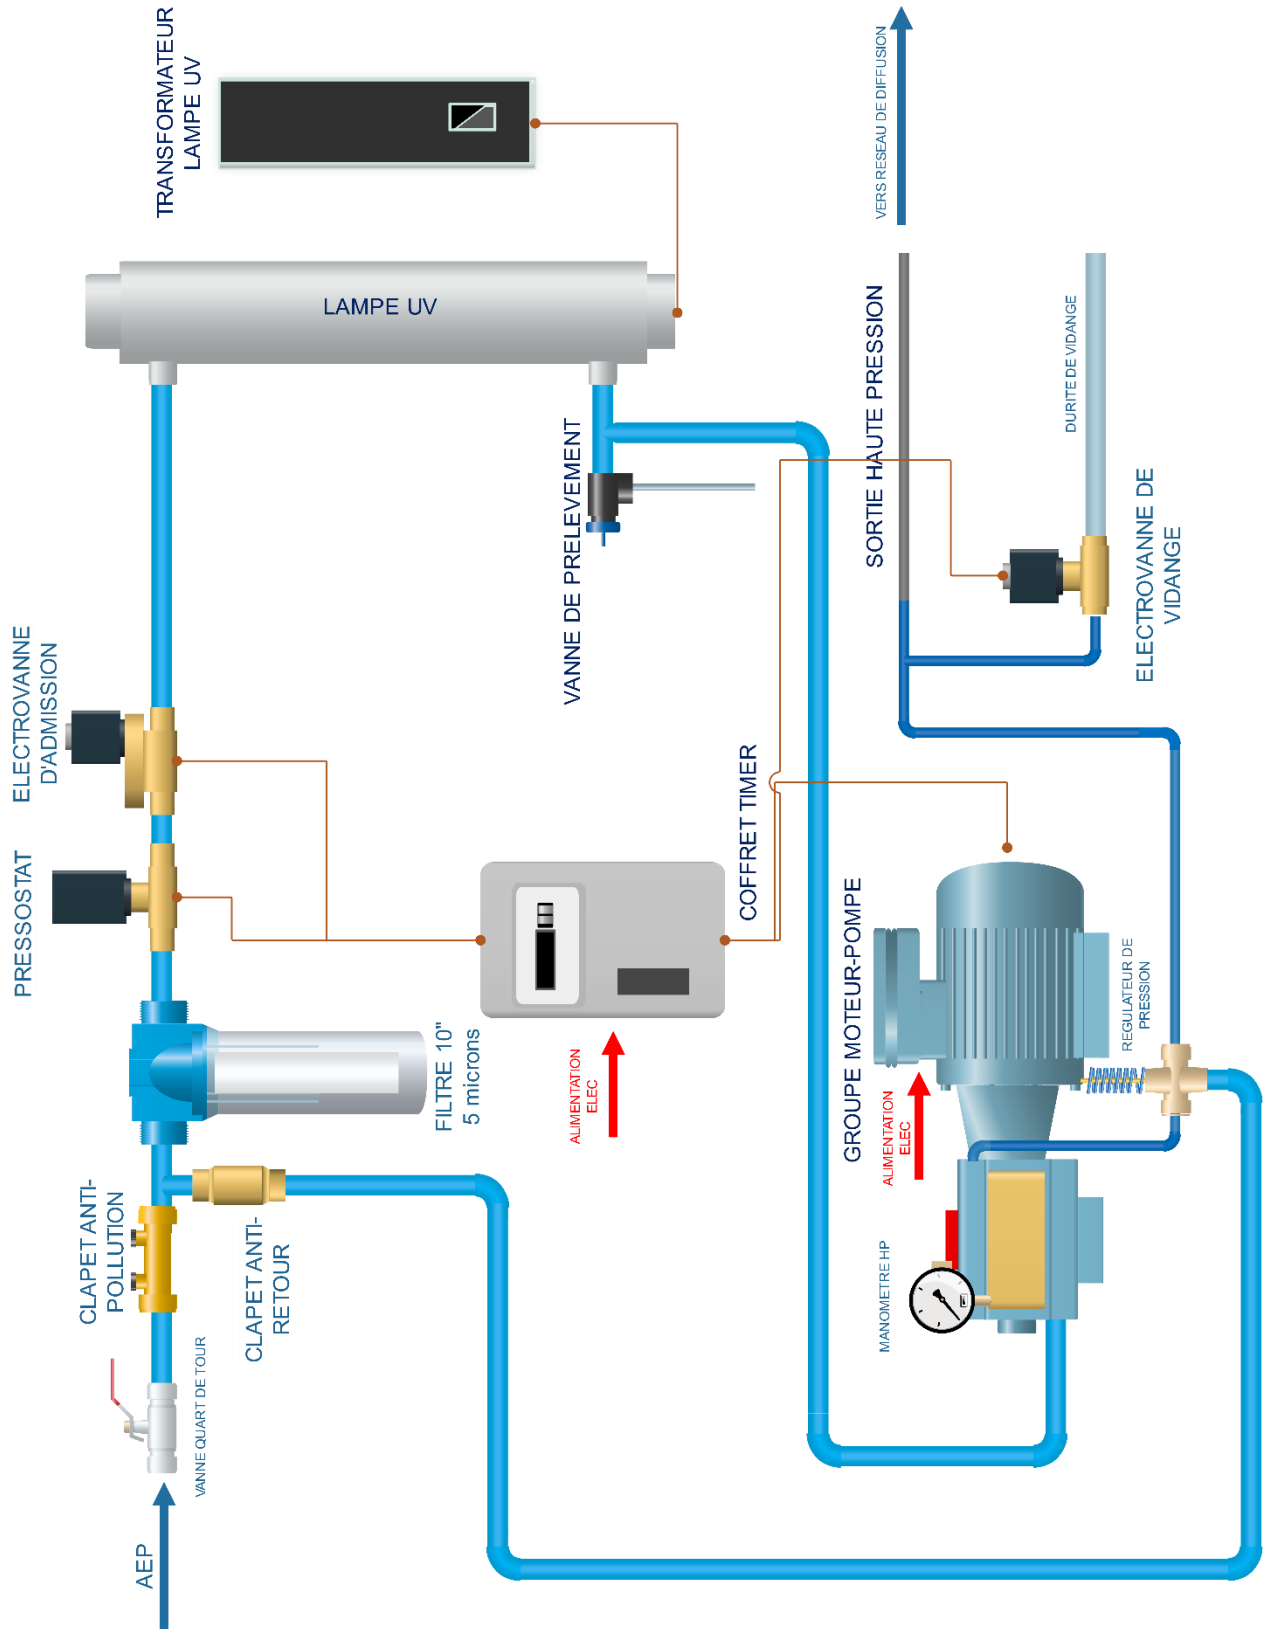 TRANSFORMATEUR
LAMPE UV
VERS RESEAU DE DIFFUSION
LAMPE UV
SORTIE HAUTE PRESSION
DURITE DE VIDANGE
VANNE DE PRELEVEMENT
ELECTROVANNE DE
VIDANGE
ELECTROVANNE
D'ADMISSION
PRESSOSTAT
COFFRET TIMER
FILTRE 10"
5 microns
ALIMENTATION
ELEC
GROUPE MOTEUR-POMPE
ALIMENTATION
ELEC
REGULATEUR DE
PRESSION
CLAPET ANTI-
POLLUTION
CLAPET ANTI-
RETOUR
MANOMETRE HP
VANNE QUART DE TOUR
AEP